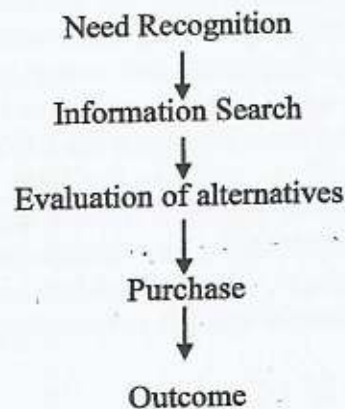 Need Recognition
Information Search
Evaluation of alternatives
Purchase
Outcome